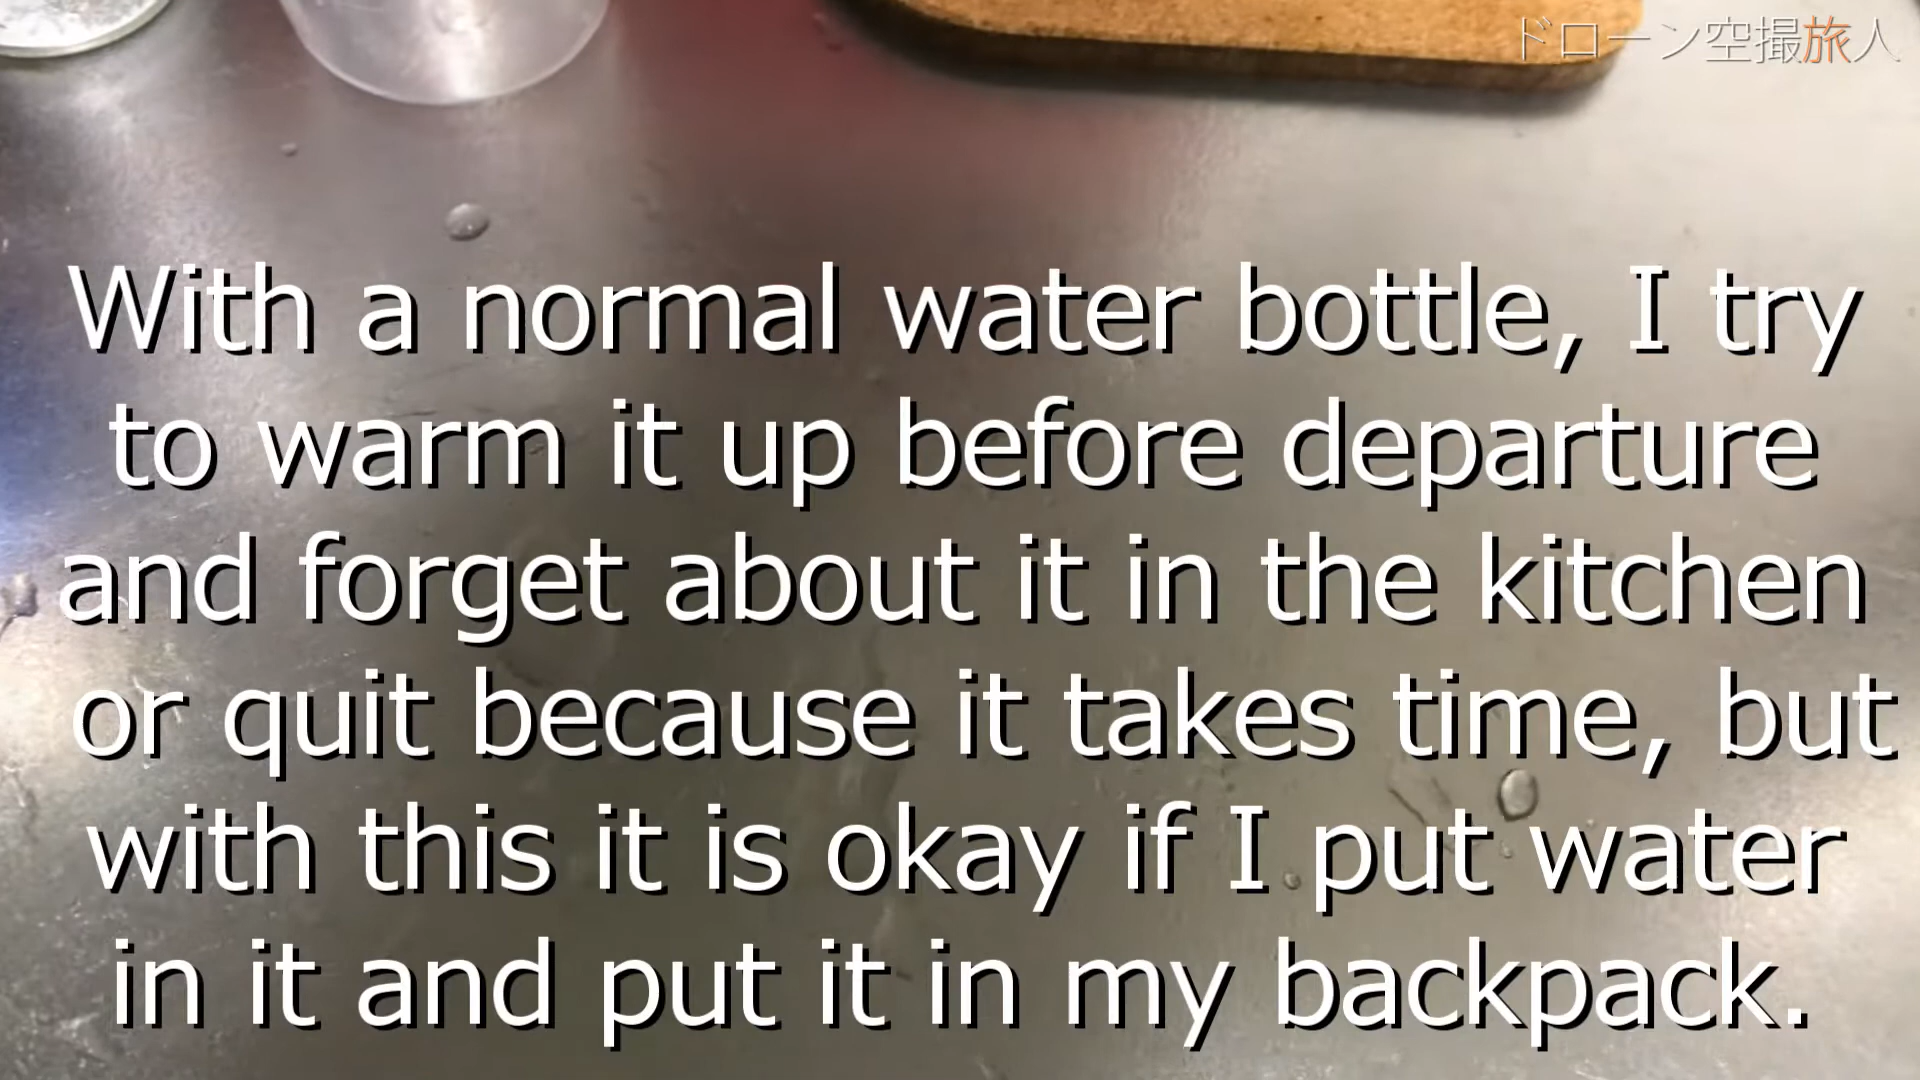 ドローン空撮旅人
With a normal water bottle, I try
to warm it up before departure
and forget about it in the kitchen
or quit because it takes time, but
with this it is okay if I put water
in it and put it in my backpack.